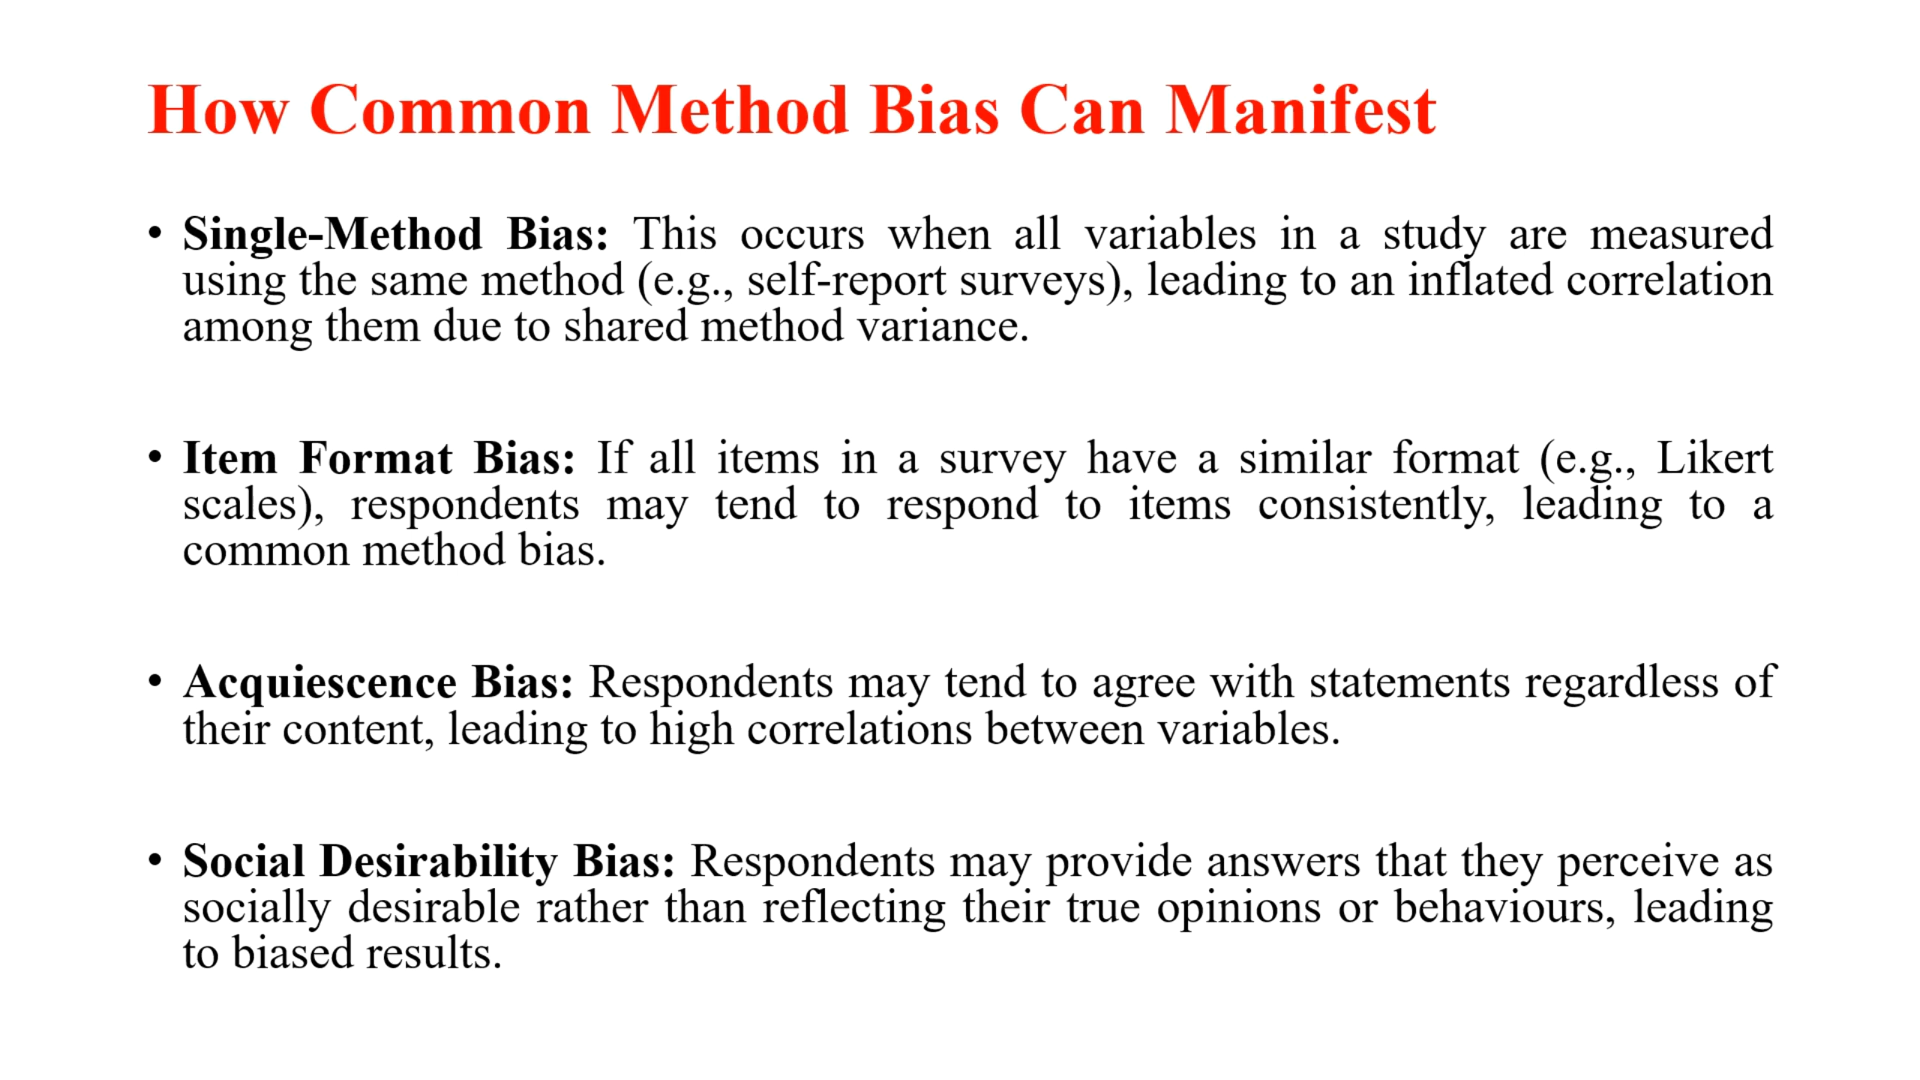 How Common Method Bias Can Manifest
• Single-Method Bias: This occurs when all variables in a study are measured
using the same method (e.g., self-report surveys), leading to an inflated correlation
among them due to shared method variance.
• Item Format Bias: If all items in a survey have a similar format (e.g., Likert
scales), respondents may tend to respond to items consistently, leading to a
common method bias.
• Acquiescence Bias: Respondents may tend to agree with statements regardless of
their content, leading to high correlations between variables.
• Social Desirability Bias: Respondents may provide answers that they perceive as
socially desirable rather than reflecting their true opinions or behaviours, leading
to biased results.